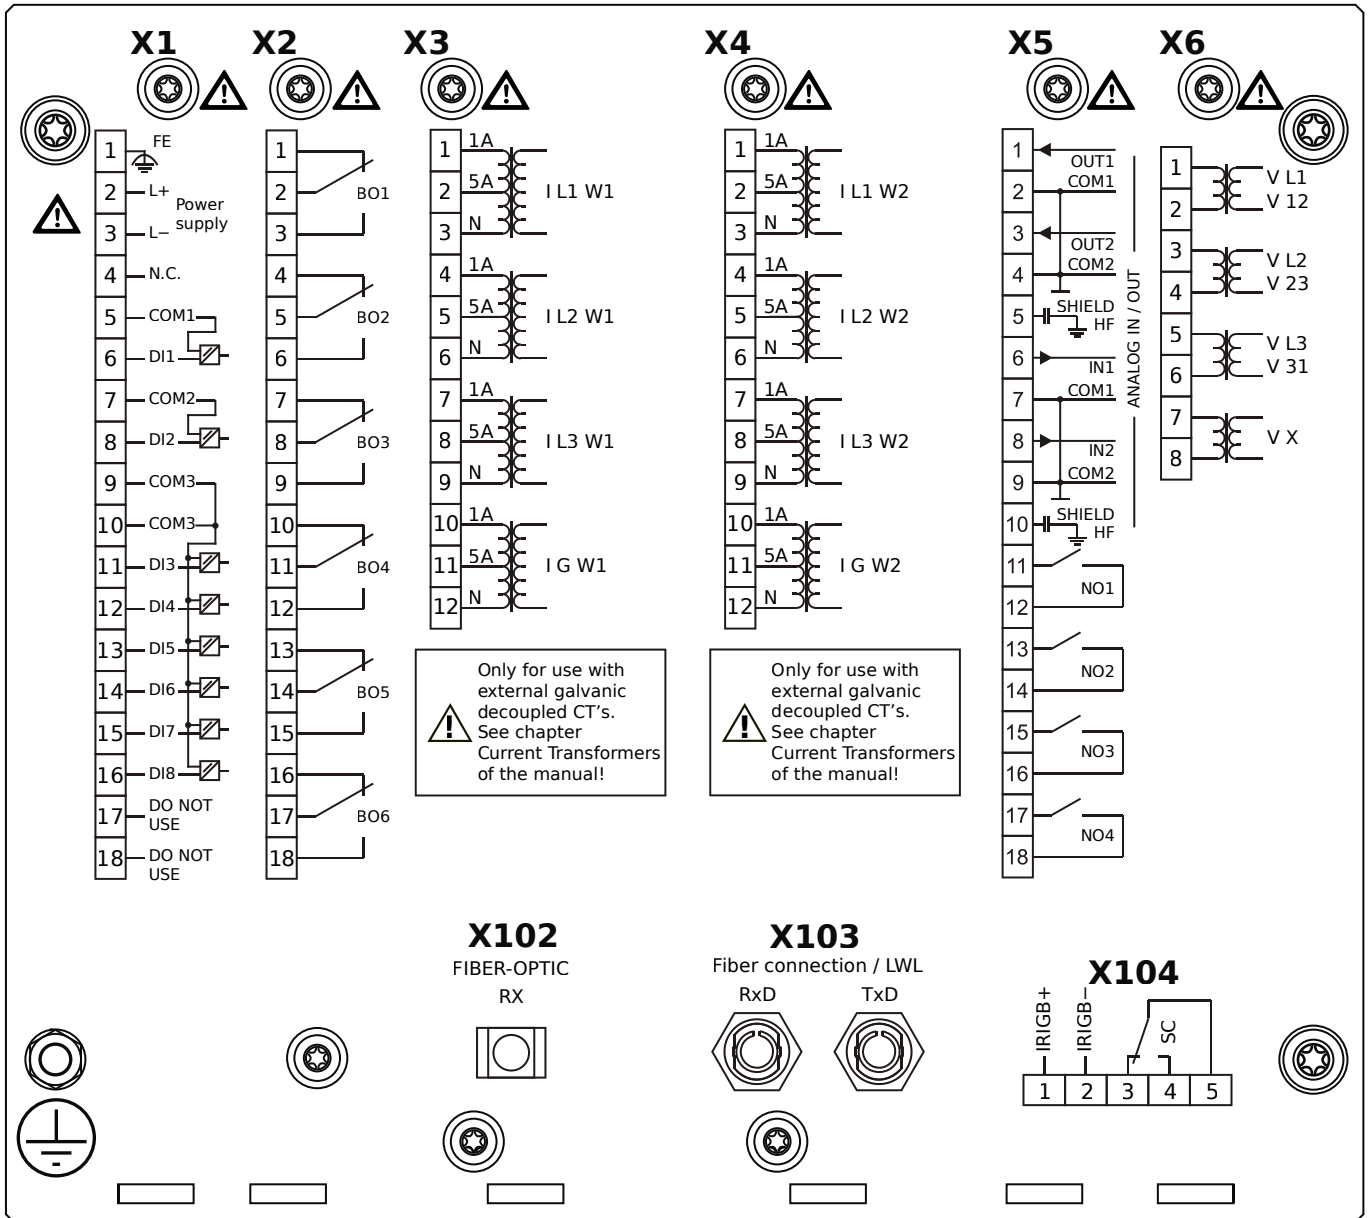 X1 X2 X3 X4 X5 X6
1 FE
2 L+
Power
supply
3 L−
4 N.C.
5 COM1
6 DI1
7 COM2
8 DI2
9 COM3
10 COM3
11 DI3
12 DI4
13 DI5
14 DI6
15 DI7
16 DI8
17 DO NOT
USE
18 DO NOT
USE
1
2 BO1
3
4
5 BO2
6
7
8 BO3
9
10
11 BO4
12
13
14 BO5
15
16
17 BO6
18
1 1A
2 5A I L1 W1
3 N
4 1A
5 5A I L2 W1
6 N
7 1A
8 5A I L3 W1
9 N
10 1A
11 5A I G W1
12 N
Only for use with
external galvanic
decoupled CT's.
See chapter
Current Transformers
of the manual!
1 1A
2 5A I L1 W2
3 N
4 1A
5 5A I L2 W2
6 N
7 1A
8 5A I L3 W2
9 N
10 1A
11 5A I G W2
12 N
Only for use with
external galvanic
decoupled CT's.
See chapter
Current Transformers
of the manual!
1
OUT1
2 COM1
3
OUT2
4 COM2
5 SHIELD
HF
6
IN1
7 COM1
8
IN2
9 COM2
10 SHIELD
HF
ANALOG IN / OUT
11
NO1
12
13
NO2
14
15
NO3
16
17
NO4
18
1
V L1
2 V 12
3
V L2
4 V 23
5
V L3
6 V 31
7
V X
8
X102
FIBER-OPTIC
RX
X103
Fiber connection / LWL
RxD TxD
X104
IRIGB+
IRIGB−
SC
1 2 3 4 5